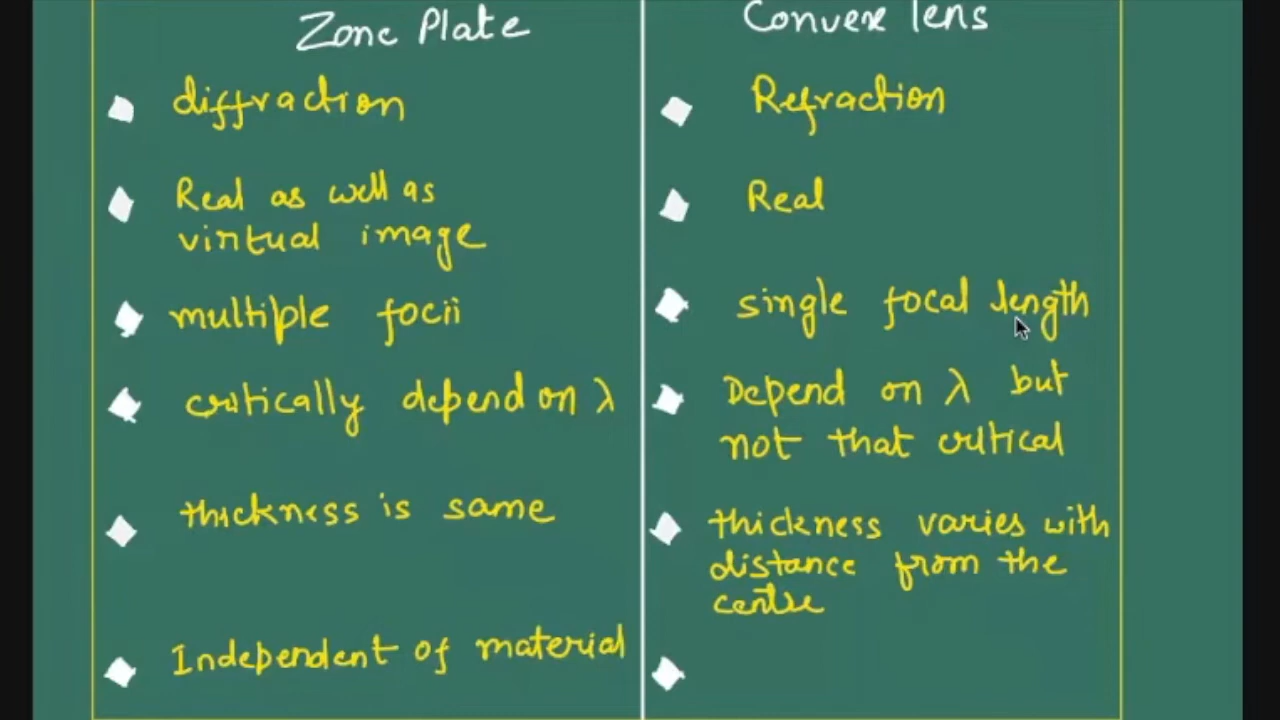 Zone Plate
Convex lens
diffraction
Refraction
Real as well as
virtual image
Real
multiple focii
single focal length
critically depend on λ
Depend on λ but
not that critical
thickness is same
thickness varies with
distance from the
centre
Independent of material